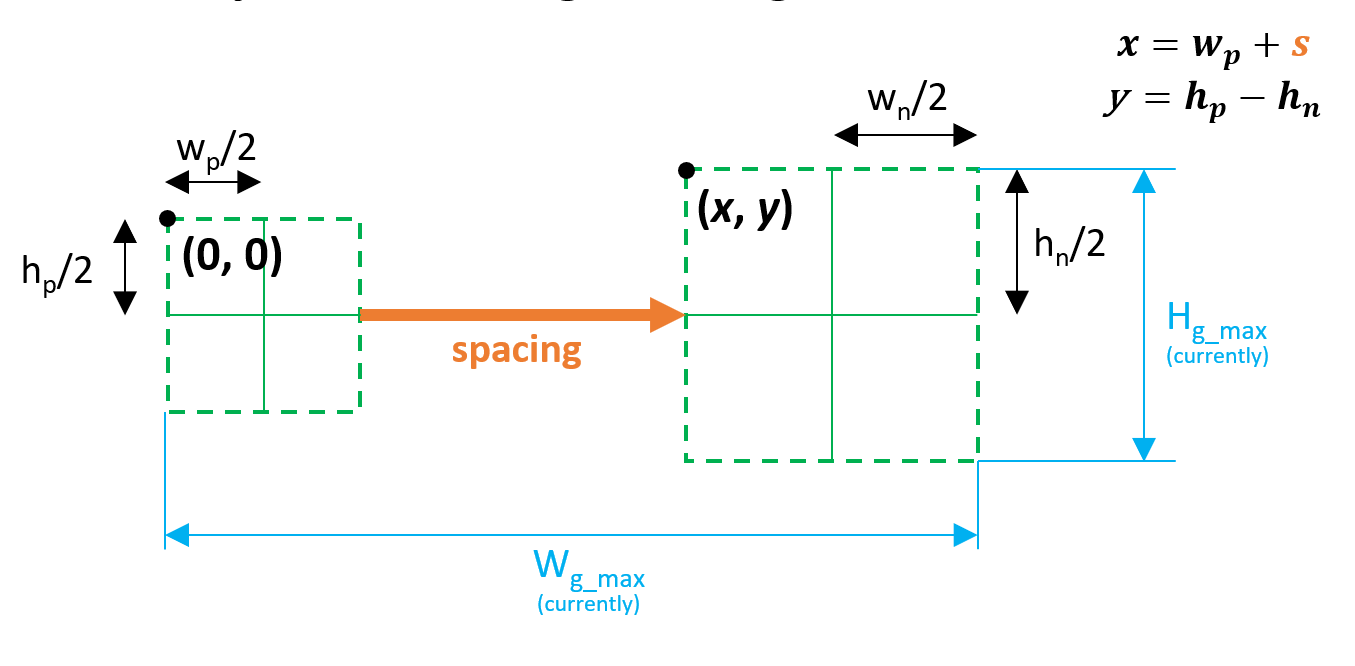 x = wp + s
y = hp − hn
wn/2
wp/2
(x, y)
(0, 0)
hn/2
hp/2
spacing
Hg_max
(currently)
Wg_max
(currently)